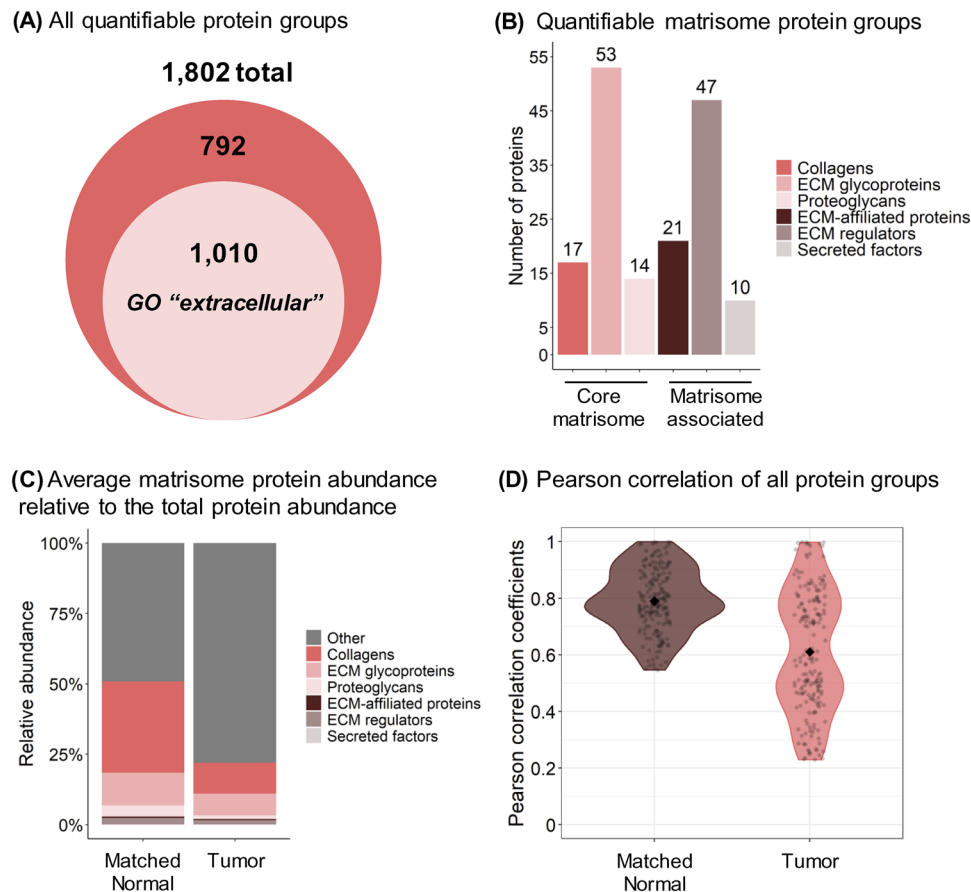 (A) All quantifiable protein groups
1,802 total
792
1,010
GO “extracellular”
(B) Quantifiable matrisome protein groups
Number of proteins
55
45
35
25
15
5
0
17
53
14
21
47
10
Core
matrisome
Matrisome
associated
Collagens
ECM glycoproteins
Proteoglycans
ECM-affiliated proteins
ECM regulators
Secreted factors
(C) Average matrisome protein abundance
relative to the total protein abundance
Relative abundance
100%
75%
50%
25%
0%
Matched
Normal
Tumor
Other
Collagens
ECM glycoproteins
Proteoglycans
ECM-affiliated proteins
ECM regulators
Secreted factors
(D) Pearson correlation of all protein groups
Pearson correlation coefficients
1
0.8
0.6
0.4
0.2
0
Matched
Normal
Tumor